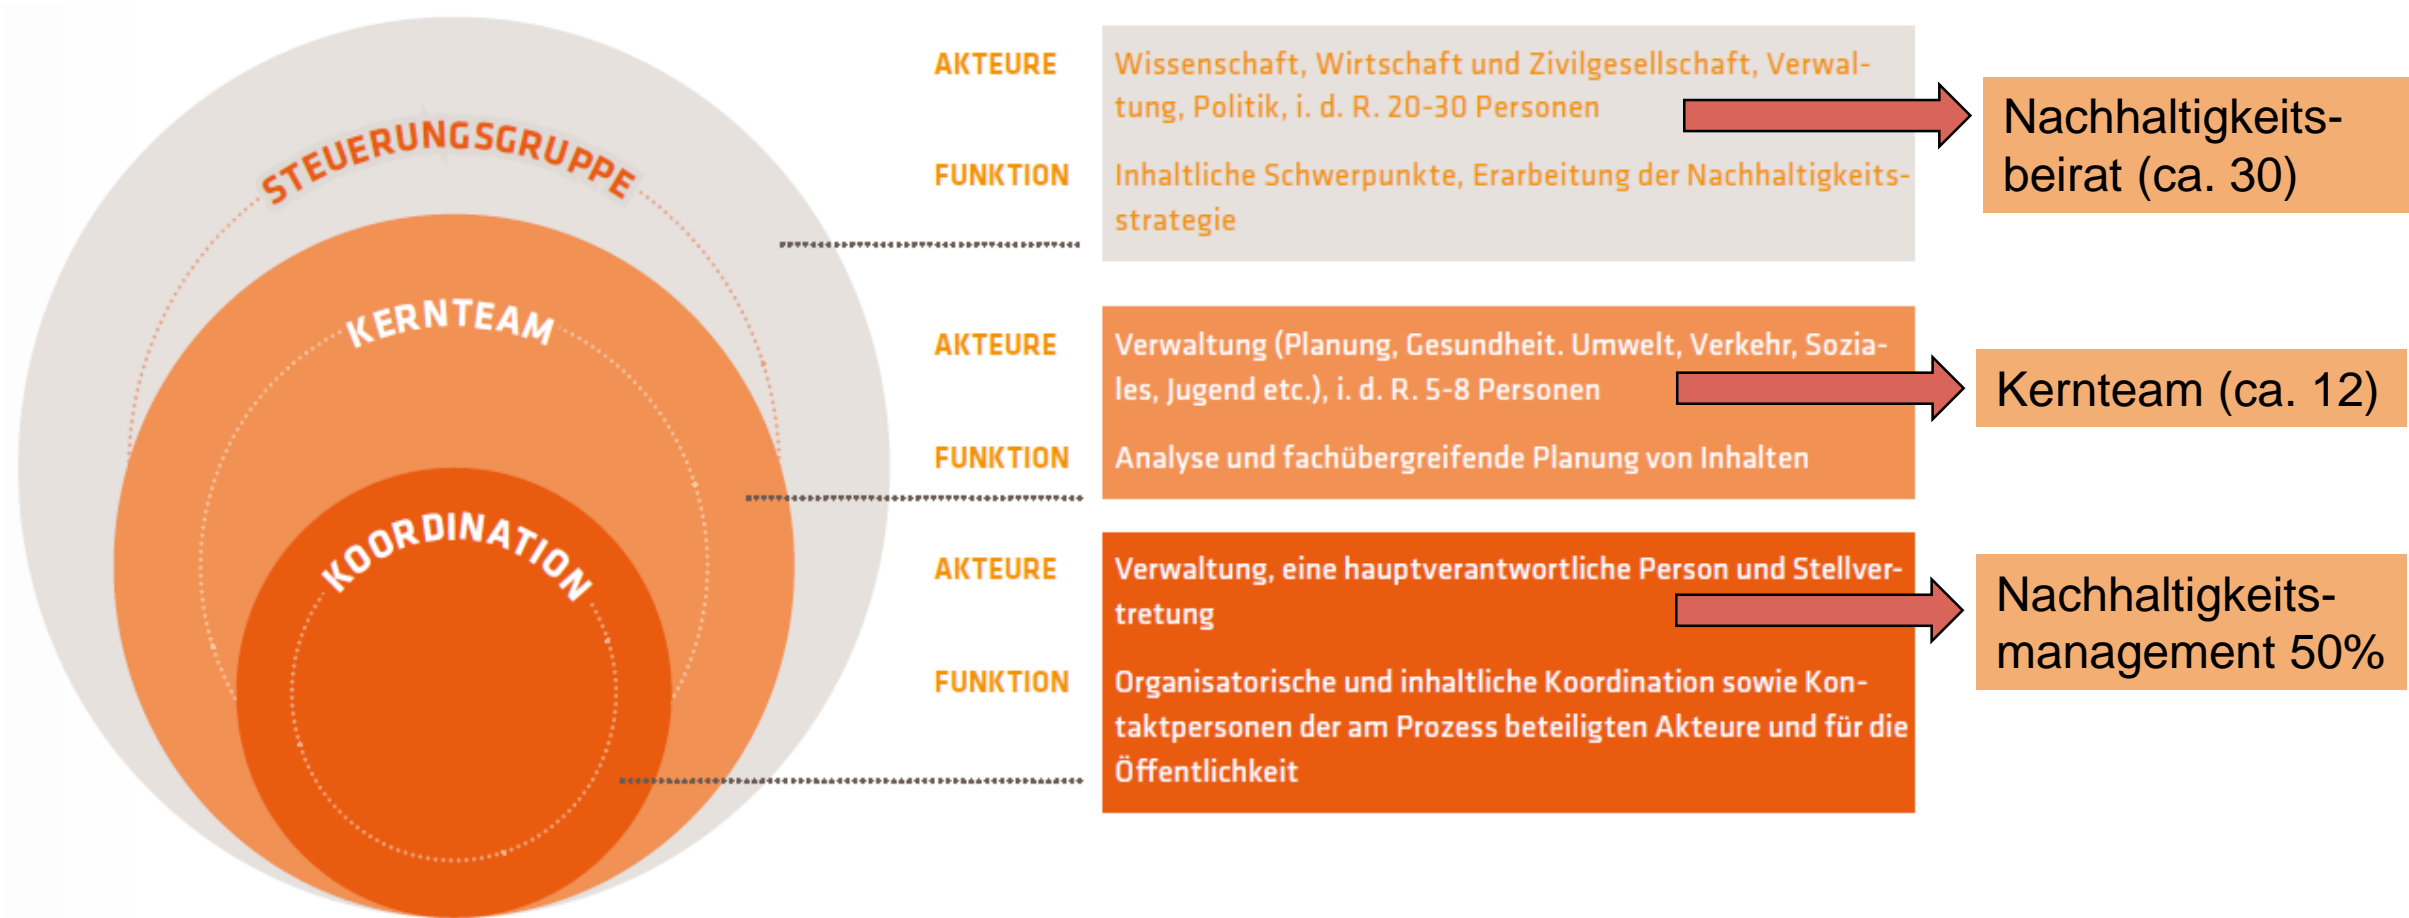 STEUERUNGSGRUPPE
AKTEURE
Wissenschaft, Wirtschaft und Zivilgesellschaft, Verwal-
tung, Politik, i. d. R. 20-30 Personen
FUNKTION
Inhaltliche Schwerpunkte, Erarbeitung der Nachhaltigkeits-
strategie
Nachhaltigkeits-
beirat (ca. 30)
KERNTEAM
AKTEURE
Verwaltung (Planung, Gesundheit. Umwelt, Verkehr, Sozia-
les, Jugend etc.), i. d. R. 5-8 Personen
FUNKTION
Analyse und fachübergreifende Planung von Inhalten
Kernteam (ca. 12)
KOORDINATION
AKTEURE
Verwaltung, eine hauptverantwortliche Person und Stellver-
tretung
FUNKTION
Organisatorische und inhaltliche Koordination sowie Kon-
taktpersonen der am Prozess beteiligten Akteure und für die
Öffentlichkeit
Nachhaltigkeits-
management 50%